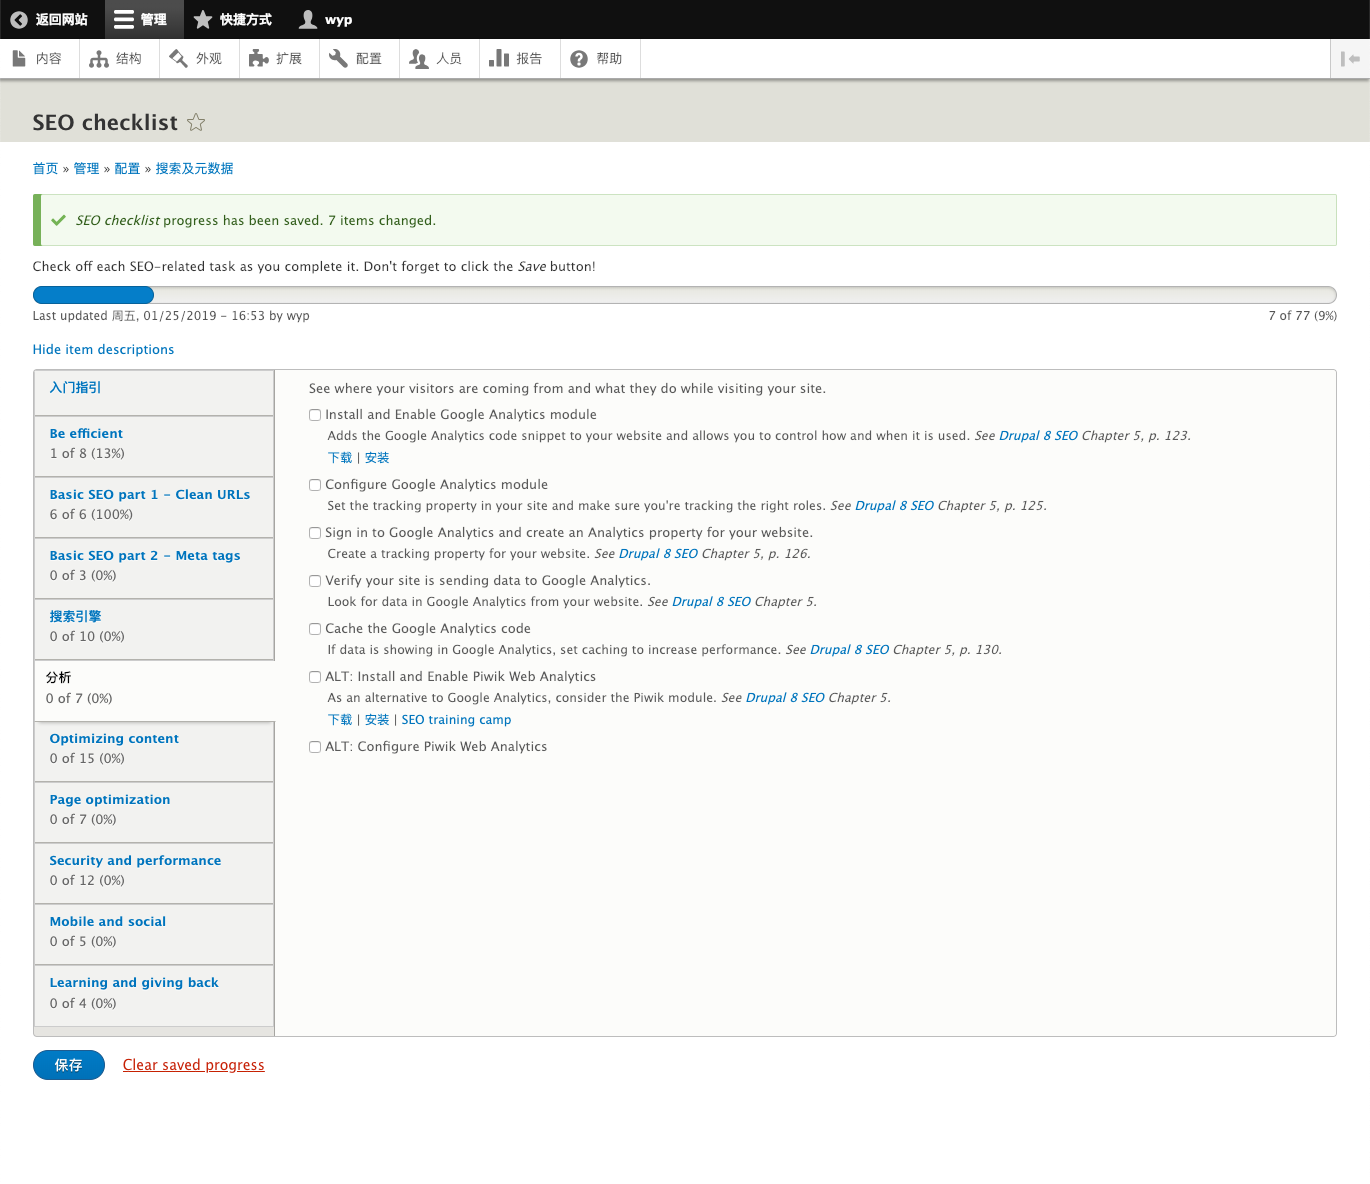 返回网站 管理 快捷方式 wyp
内容 结构 外观 扩展 配置 人员 报告 帮助
SEO checklist
首页 » 管理 » 配置 » 搜索及元数据
SEO checklist progress has been saved. 7 items changed.
Check off each SEO-related task as you complete it. Don't forget to click the Save button!
Last updated 周五, 01/25/2019 - 16:53 by wyp
7 of 77 (9%)
Hide item descriptions
入门指引
Be efficient
1 of 8 (13%)
Basic SEO part 1 - Clean URLs
6 of 6 (100%)
Basic SEO part 2 - Meta tags
0 of 3 (0%)
搜索引擎
0 of 10 (0%)
分析
0 of 7 (0%)
Optimizing content
0 of 15 (0%)
Page optimization
0 of 7 (0%)
Security and performance
0 of 12 (0%)
Mobile and social
0 of 5 (0%)
Learning and giving back
0 of 4 (0%)
See where your visitors are coming from and what they do while visiting your site.
Install and Enable Google Analytics module
Adds the Google Analytics code snippet to your website and allows you to control how and when it is used. See Drupal 8 SEO Chapter 5, p. 123.
下载 | 安装
Configure Google Analytics module
Set the tracking property in your site and make sure you're tracking the right roles. See Drupal 8 SEO Chapter 5, p. 125.
Sign in to Google Analytics and create an Analytics property for your website.
Create a tracking property for your website. See Drupal 8 SEO Chapter 5, p. 126.
Verify your site is sending data to Google Analytics.
Look for data in Google Analytics from your website. See Drupal 8 SEO Chapter 5.
Cache the Google Analytics code
If data is showing in Google Analytics, set caching to increase performance. See Drupal 8 SEO Chapter 5, p. 130.
ALT: Install and Enable Piwik Web Analytics
As an alternative to Google Analytics, consider the Piwik module. See Drupal 8 SEO Chapter 5.
下载 | 安装 | SEO training camp
ALT: Configure Piwik Web Analytics
保存 Clear saved progress